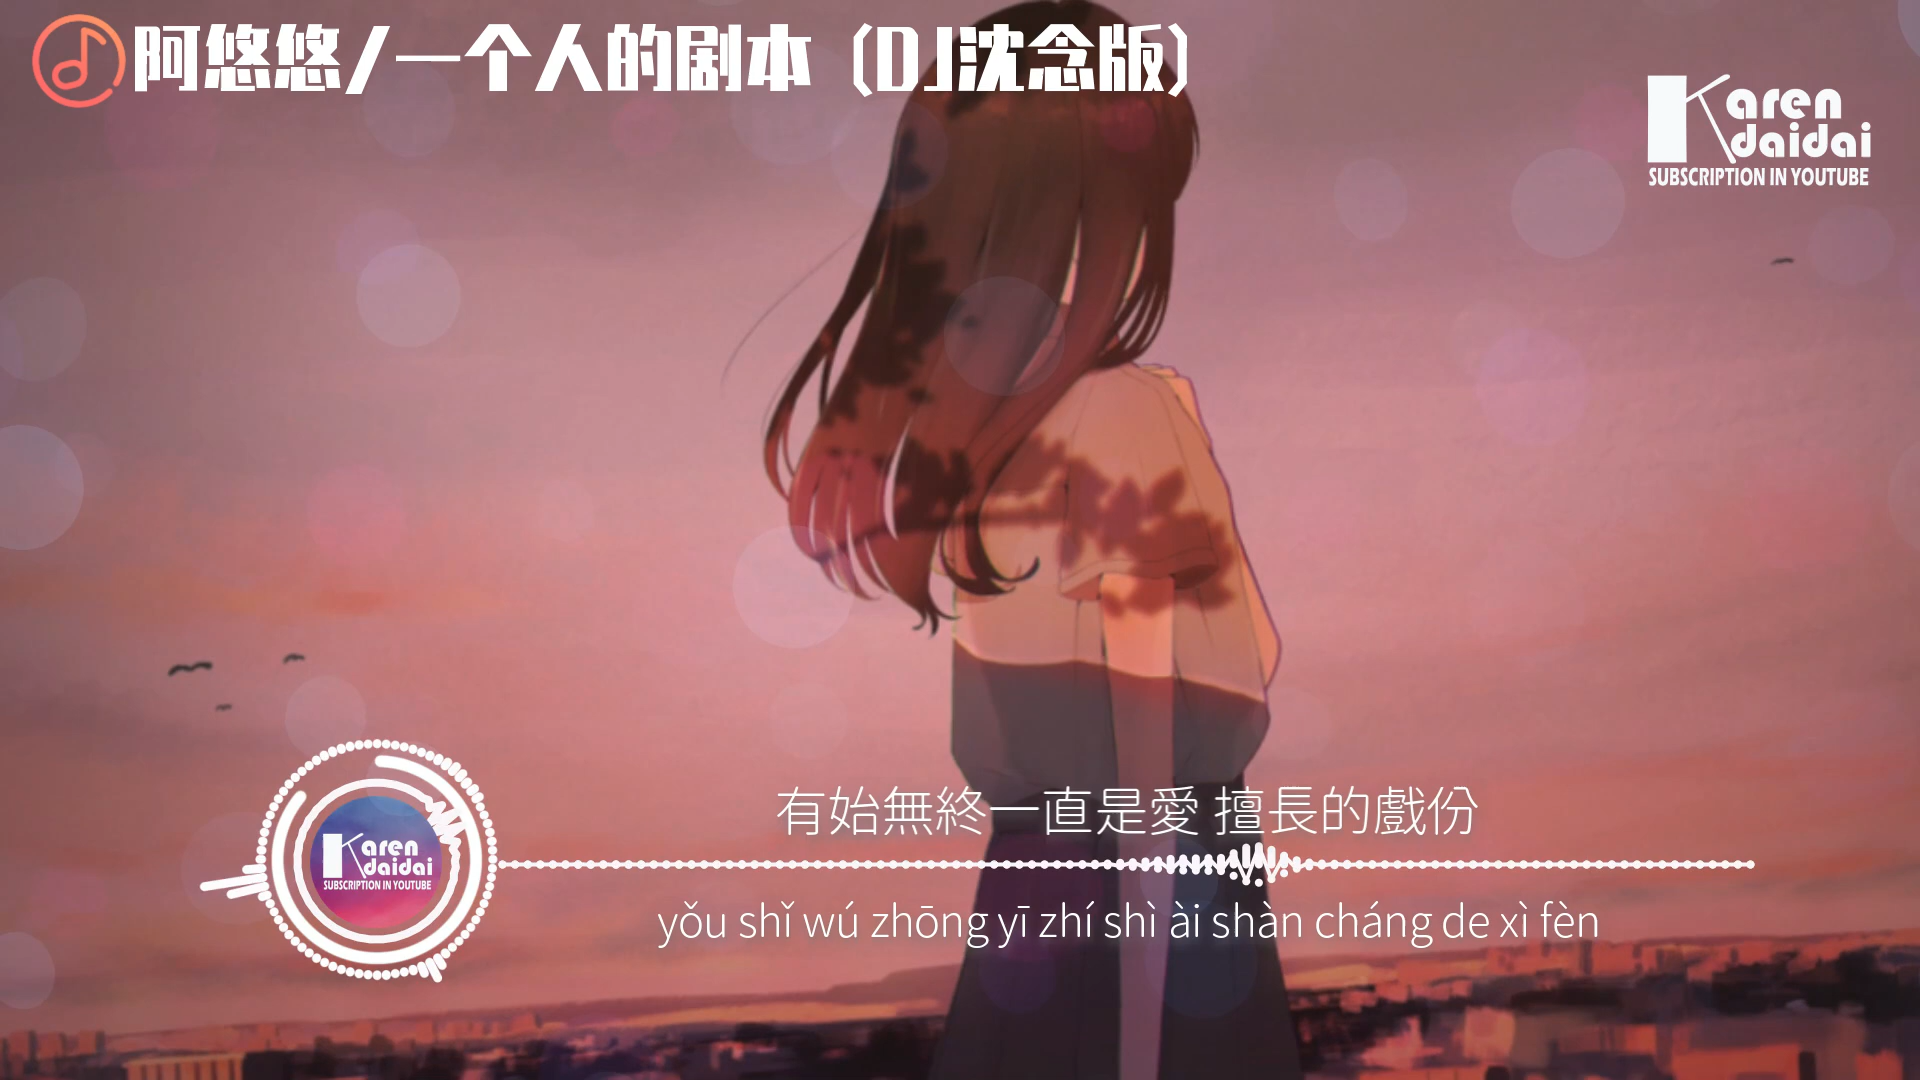 阿悠悠/一个人的剧本（DJ沈念版）
Karen
daidai
SUBSCRIPTION IN YOUTUBE
有始無終一直是愛 擅長的戲份
Karen
daidai
SUBSCRIPTION IN YOUTUBE
yǒu shǐ wú zhōng yī zhí shì ài shàn cháng de xì fèn